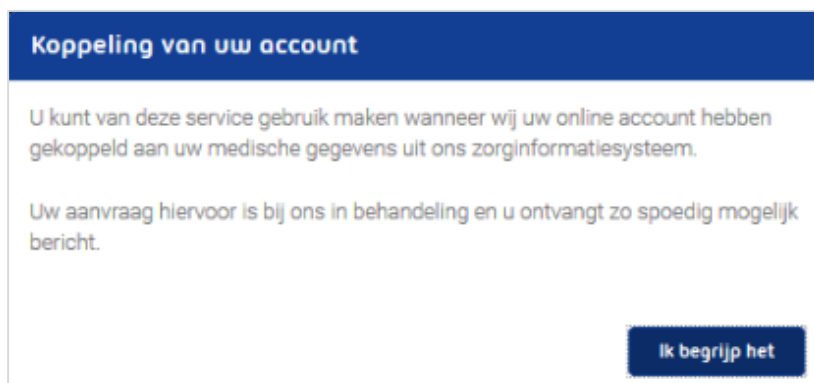 Koppeling van uw account
U kunt van deze service gebruik maken wanneer wij uw online account hebben
gekoppeld aan uw medische gegevens uit ons zorginformatiesysteem.
Uw aanvraag hiervoor is bij ons in behandeling en u ontvangt zo spoedig mogelijk
bericht.
Ik begrijp het